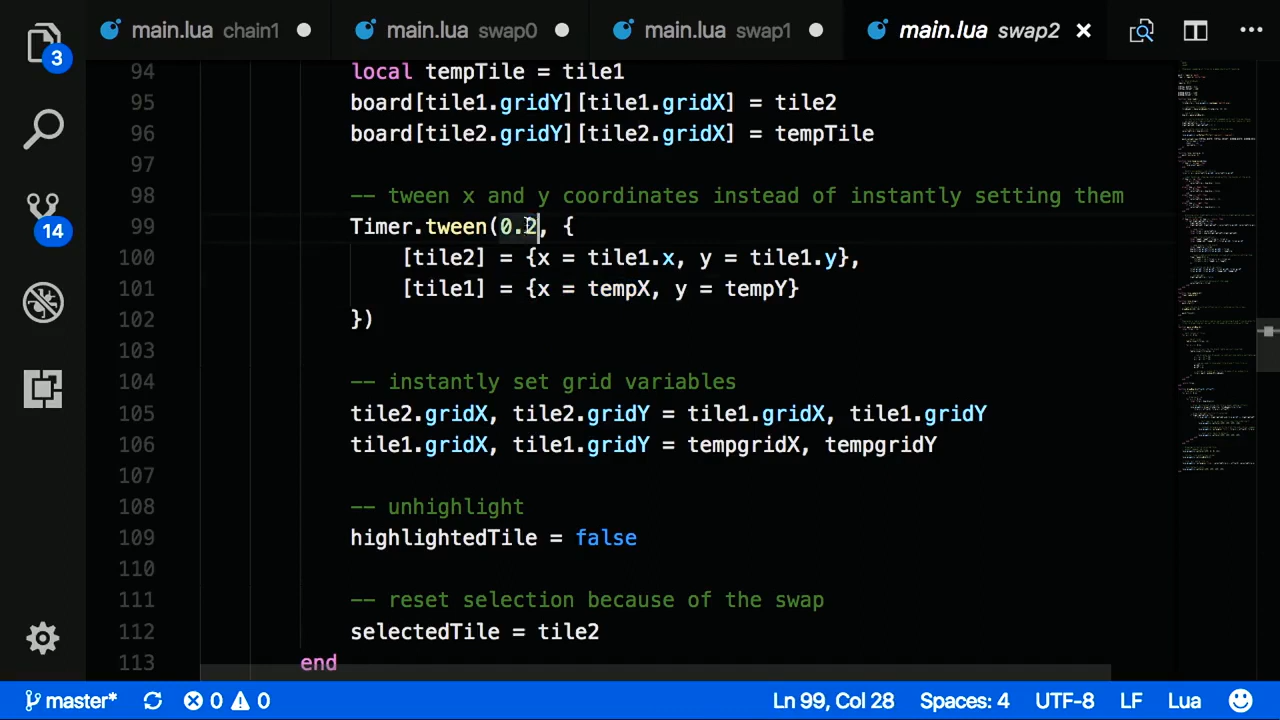 main.lua chain1 main.lua swap0 main.lua swap1 main.lua swap2
3
14
94 local tempTile = tile1
95 board[tile1.gridY][tile1.gridX] = tile2
96 board[tile2.gridY][tile2.gridX] = tempTile
97
98 -- tween x and y coordinates instead of instantly setting them
99 Timer.tween(0.2, {
100 [tile2] = {x = tile1.x, y = tile1.y},
101 [tile1] = {x = tempX, y = tempY}
102 })
103
104 -- instantly set grid variables
105 tile2.gridX, tile2.gridY = tile1.gridX, tile1.gridY
106 tile1.gridX, tile1.gridY = tempgridX, tempgridY
107
108 -- unhighlight
109 highlightedTile = false
110
111 -- reset selection because of the swap
112 selectedTile = tile2
113 end
master* 0 0 Ln 99, Col 28 Spaces: 4 UTF-8 LF Lua